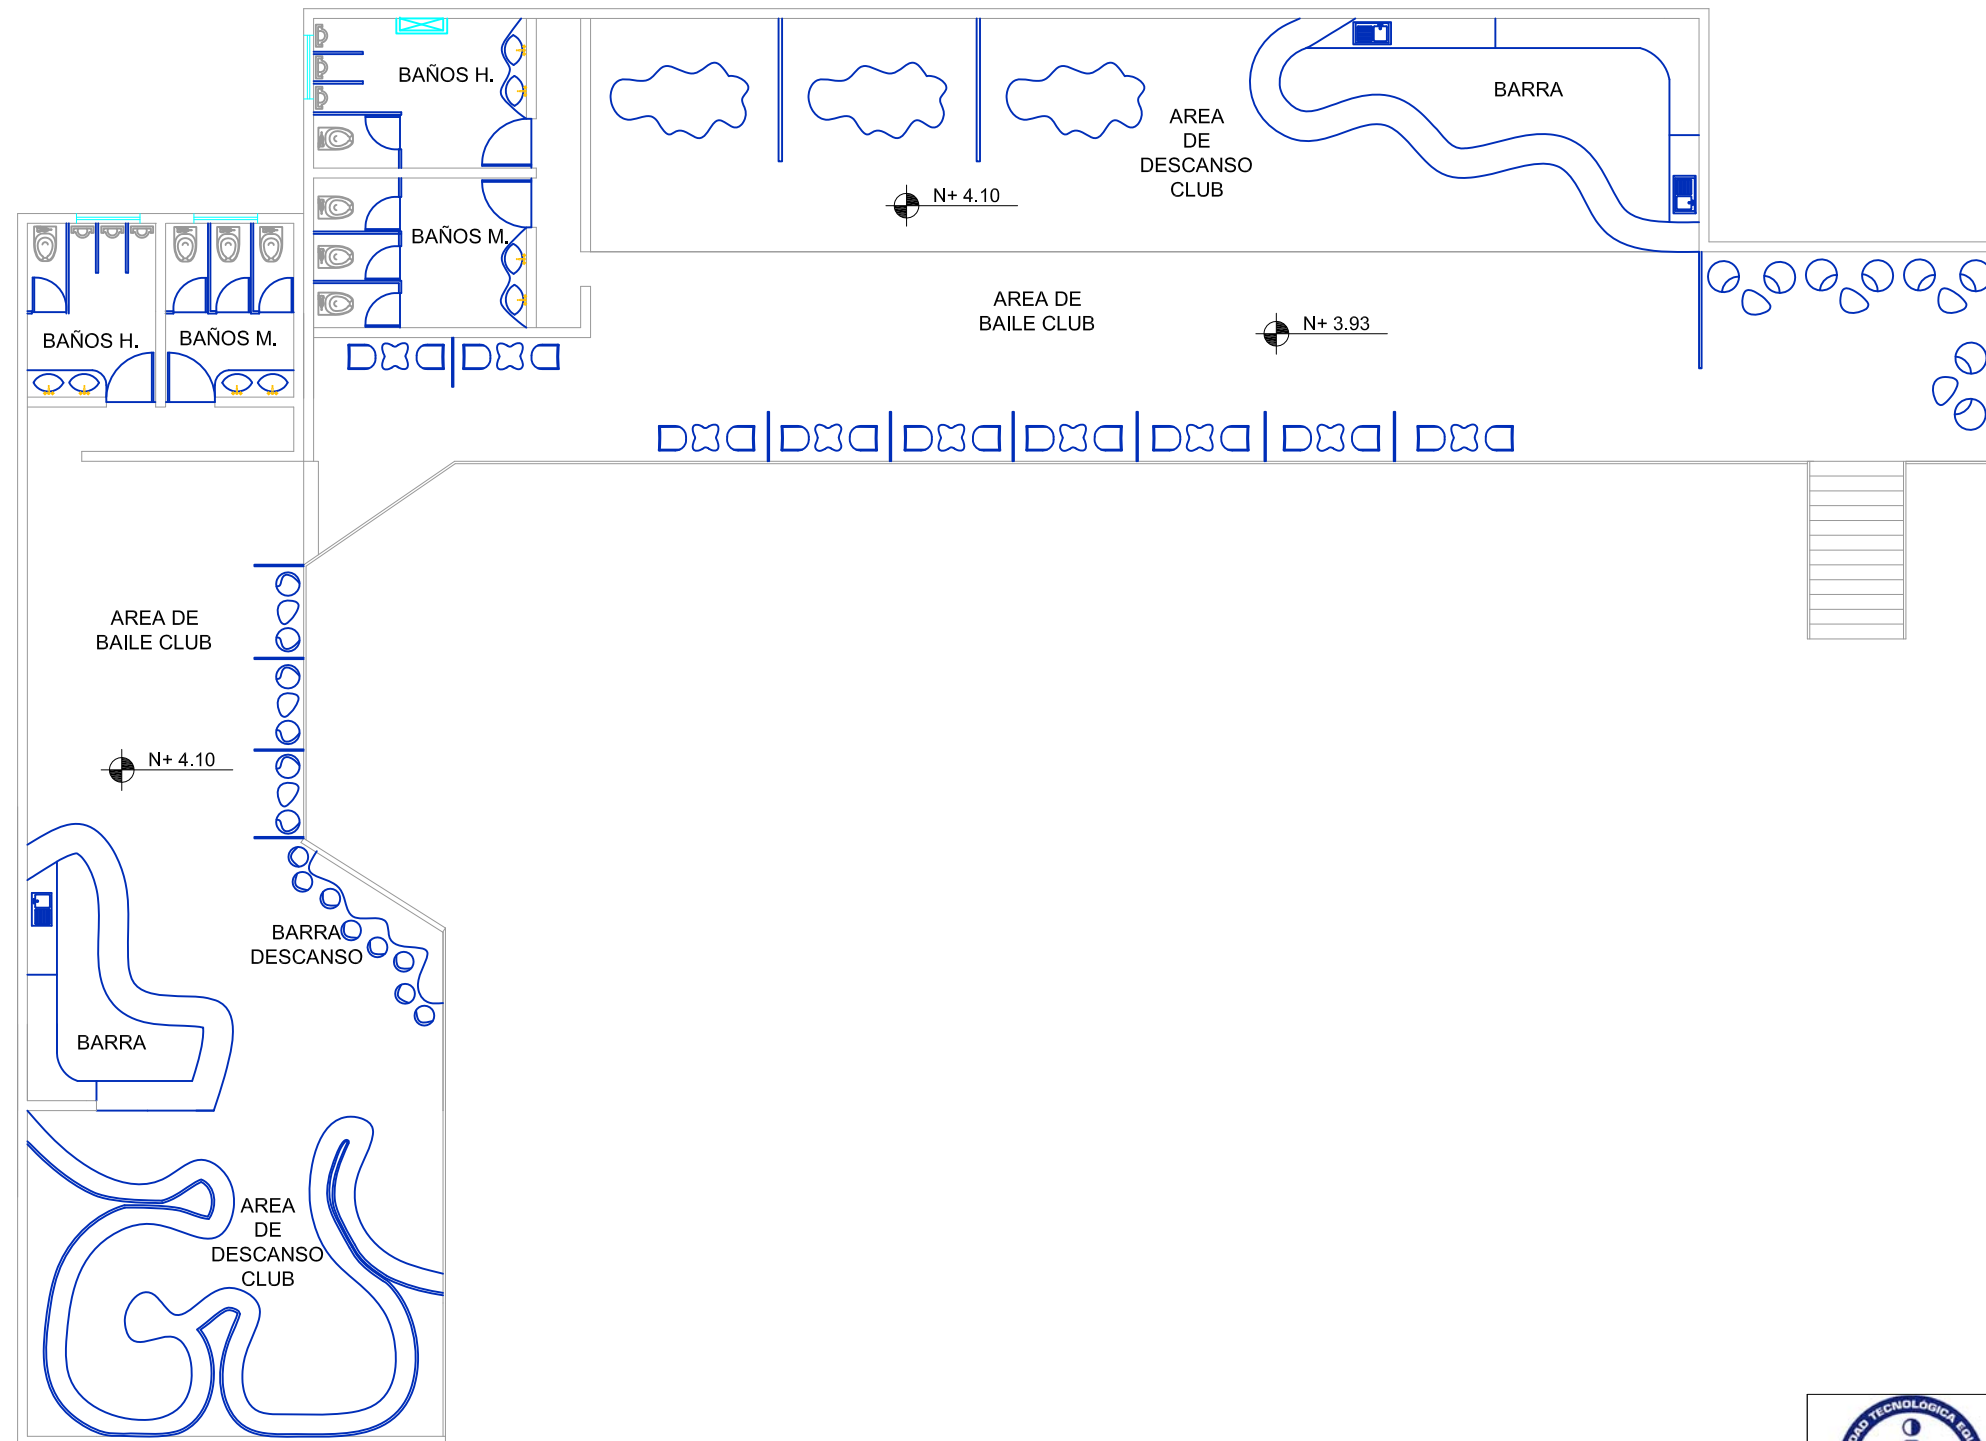 BAÑOS H.
BARRA
AREA
DE
DESCANSO
CLUB
N+ 4.10
BAÑOS M.
AREA DE
BAILE CLUB
N+ 3.93
BAÑOS H.
BAÑOS M.
AREA DE
BAILE CLUB
N+ 4.10
BARRA
DESCANSO
BARRA
AREA
DE
DESCANSO
CLUB
TECNOLÓGICA